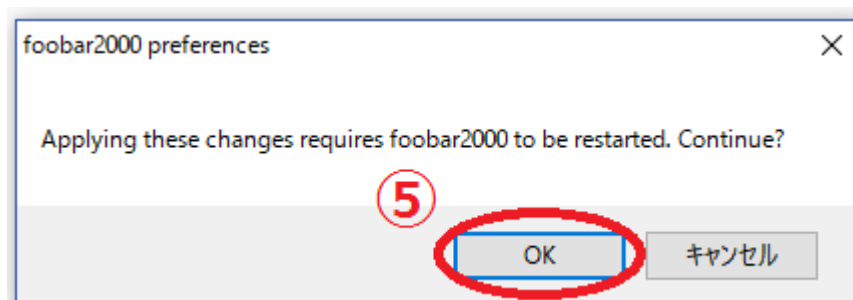 foobar2000 preferences
Applying these changes requires foobar2000 to be restarted. Continue?
⑤
OK
キャンセル